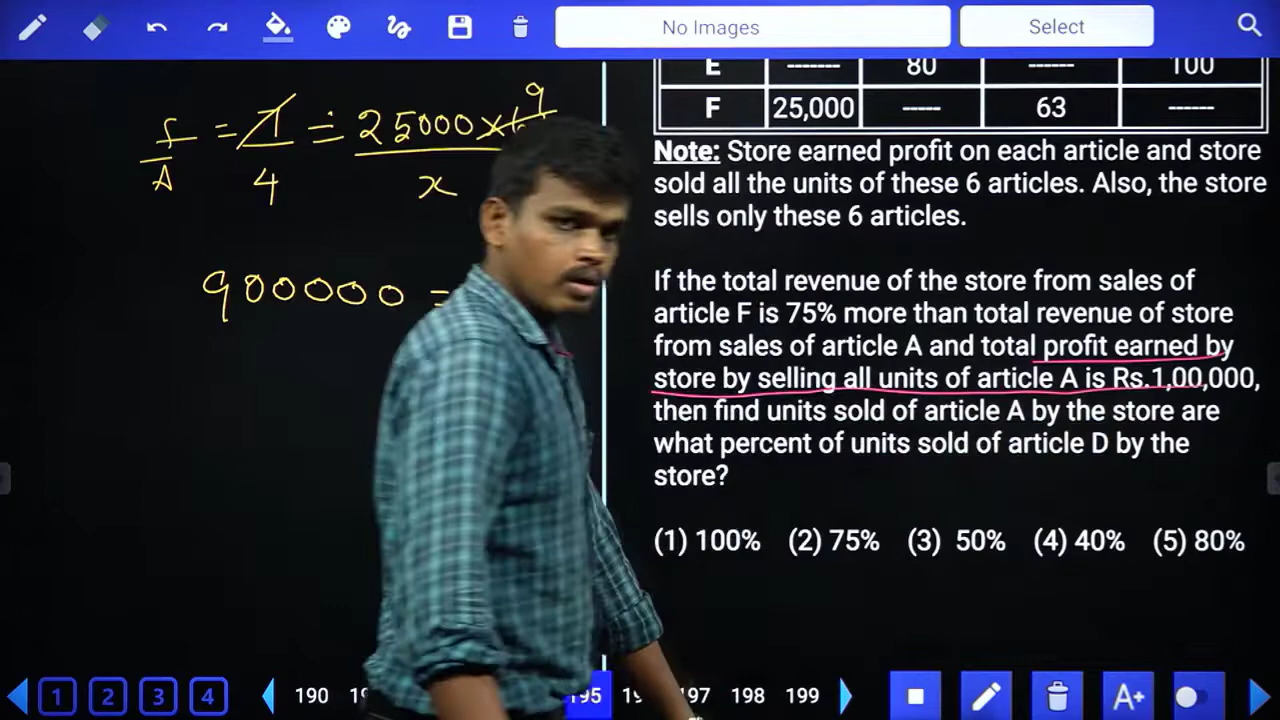 No Images
Select
E ------- 80 ------ 100
F 25,000 ----- 63 ------
Note: Store earned profit on each article and store
sold all the units of these 6 articles. Also, the store
sells only these 6 articles.
If the total revenue of the store from sales of
article F is 75% more than total revenue of store
from sales of article A and total profit earned by
store by selling all units of article A is Rs.1,00,000,
then find units sold of article A by the store are
what percent of units sold of article D by the
store?
(1) 100% (2) 75% (3) 50% (4) 40% (5) 80%
9
= 7 = 25000 ×
A 4 x
900000 =
1 2 3 4 190 195 197 198 199 A+